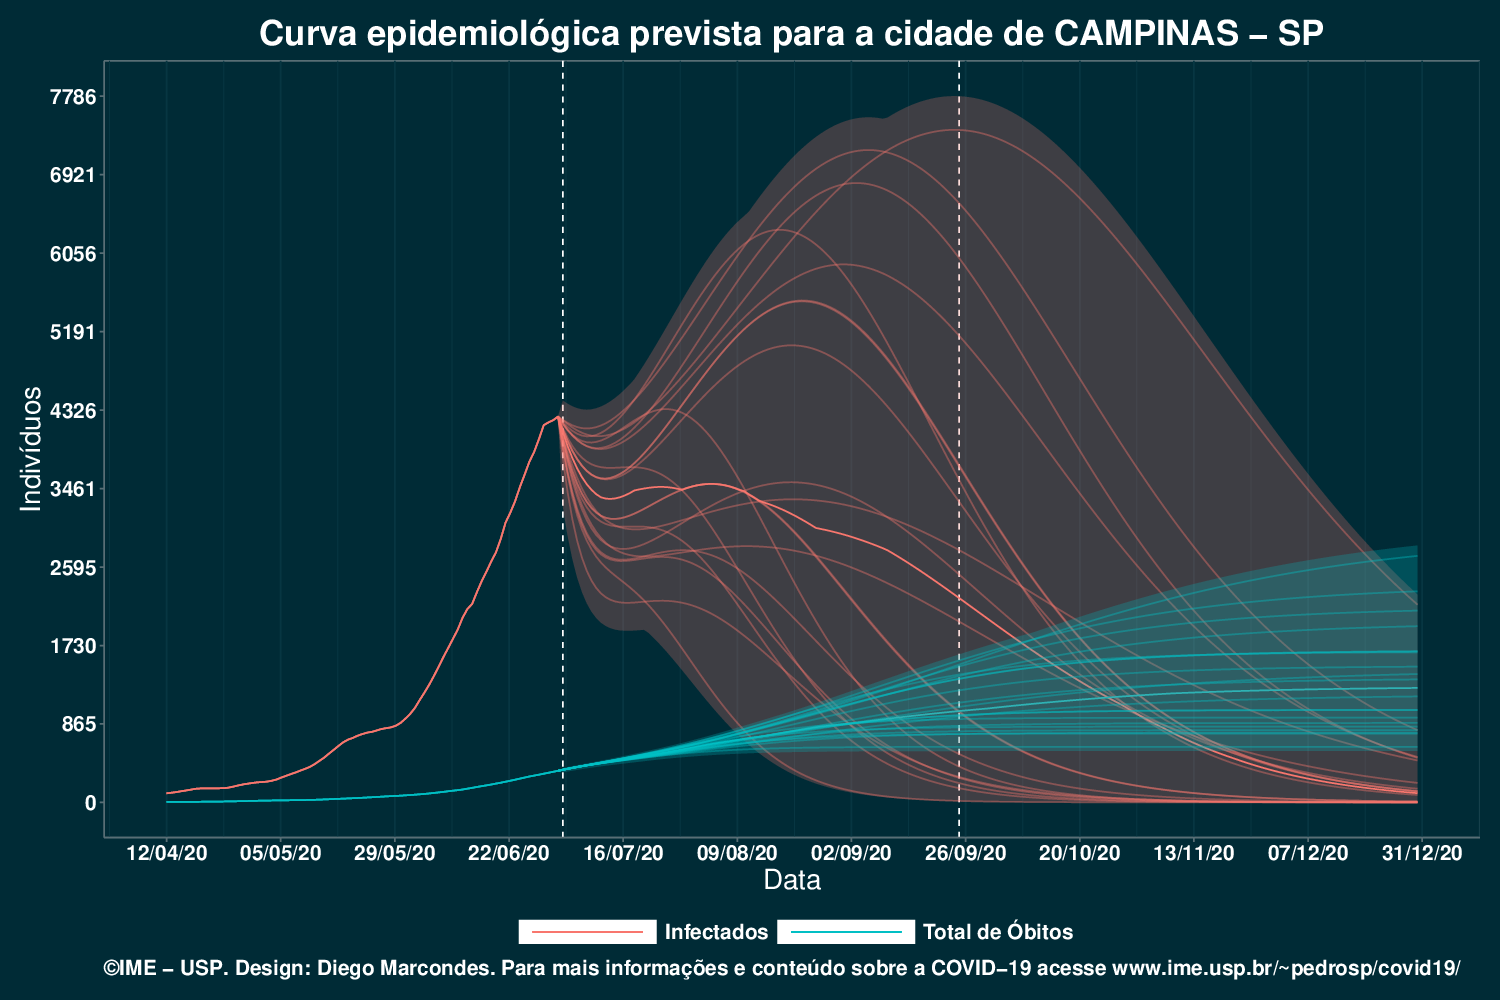 Curva epidemiológica prevista para a cidade de CAMPINAS – SP
7786
6921
6056
5191
4326
3461
2595
1730
865
0
Indivíduos
12/04/20 05/05/20 29/05/20 22/06/20 16/07/20 09/08/20 02/09/20 26/09/20 20/10/20 13/11/20 07/12/20 31/12/20
Data
Infectados Total de Óbitos
©IME – USP. Design: Diego Marcondes. Para mais informações e conteúdo sobre a COVID–19 acesse www.ime.usp.br/~pedrosp/covid19/